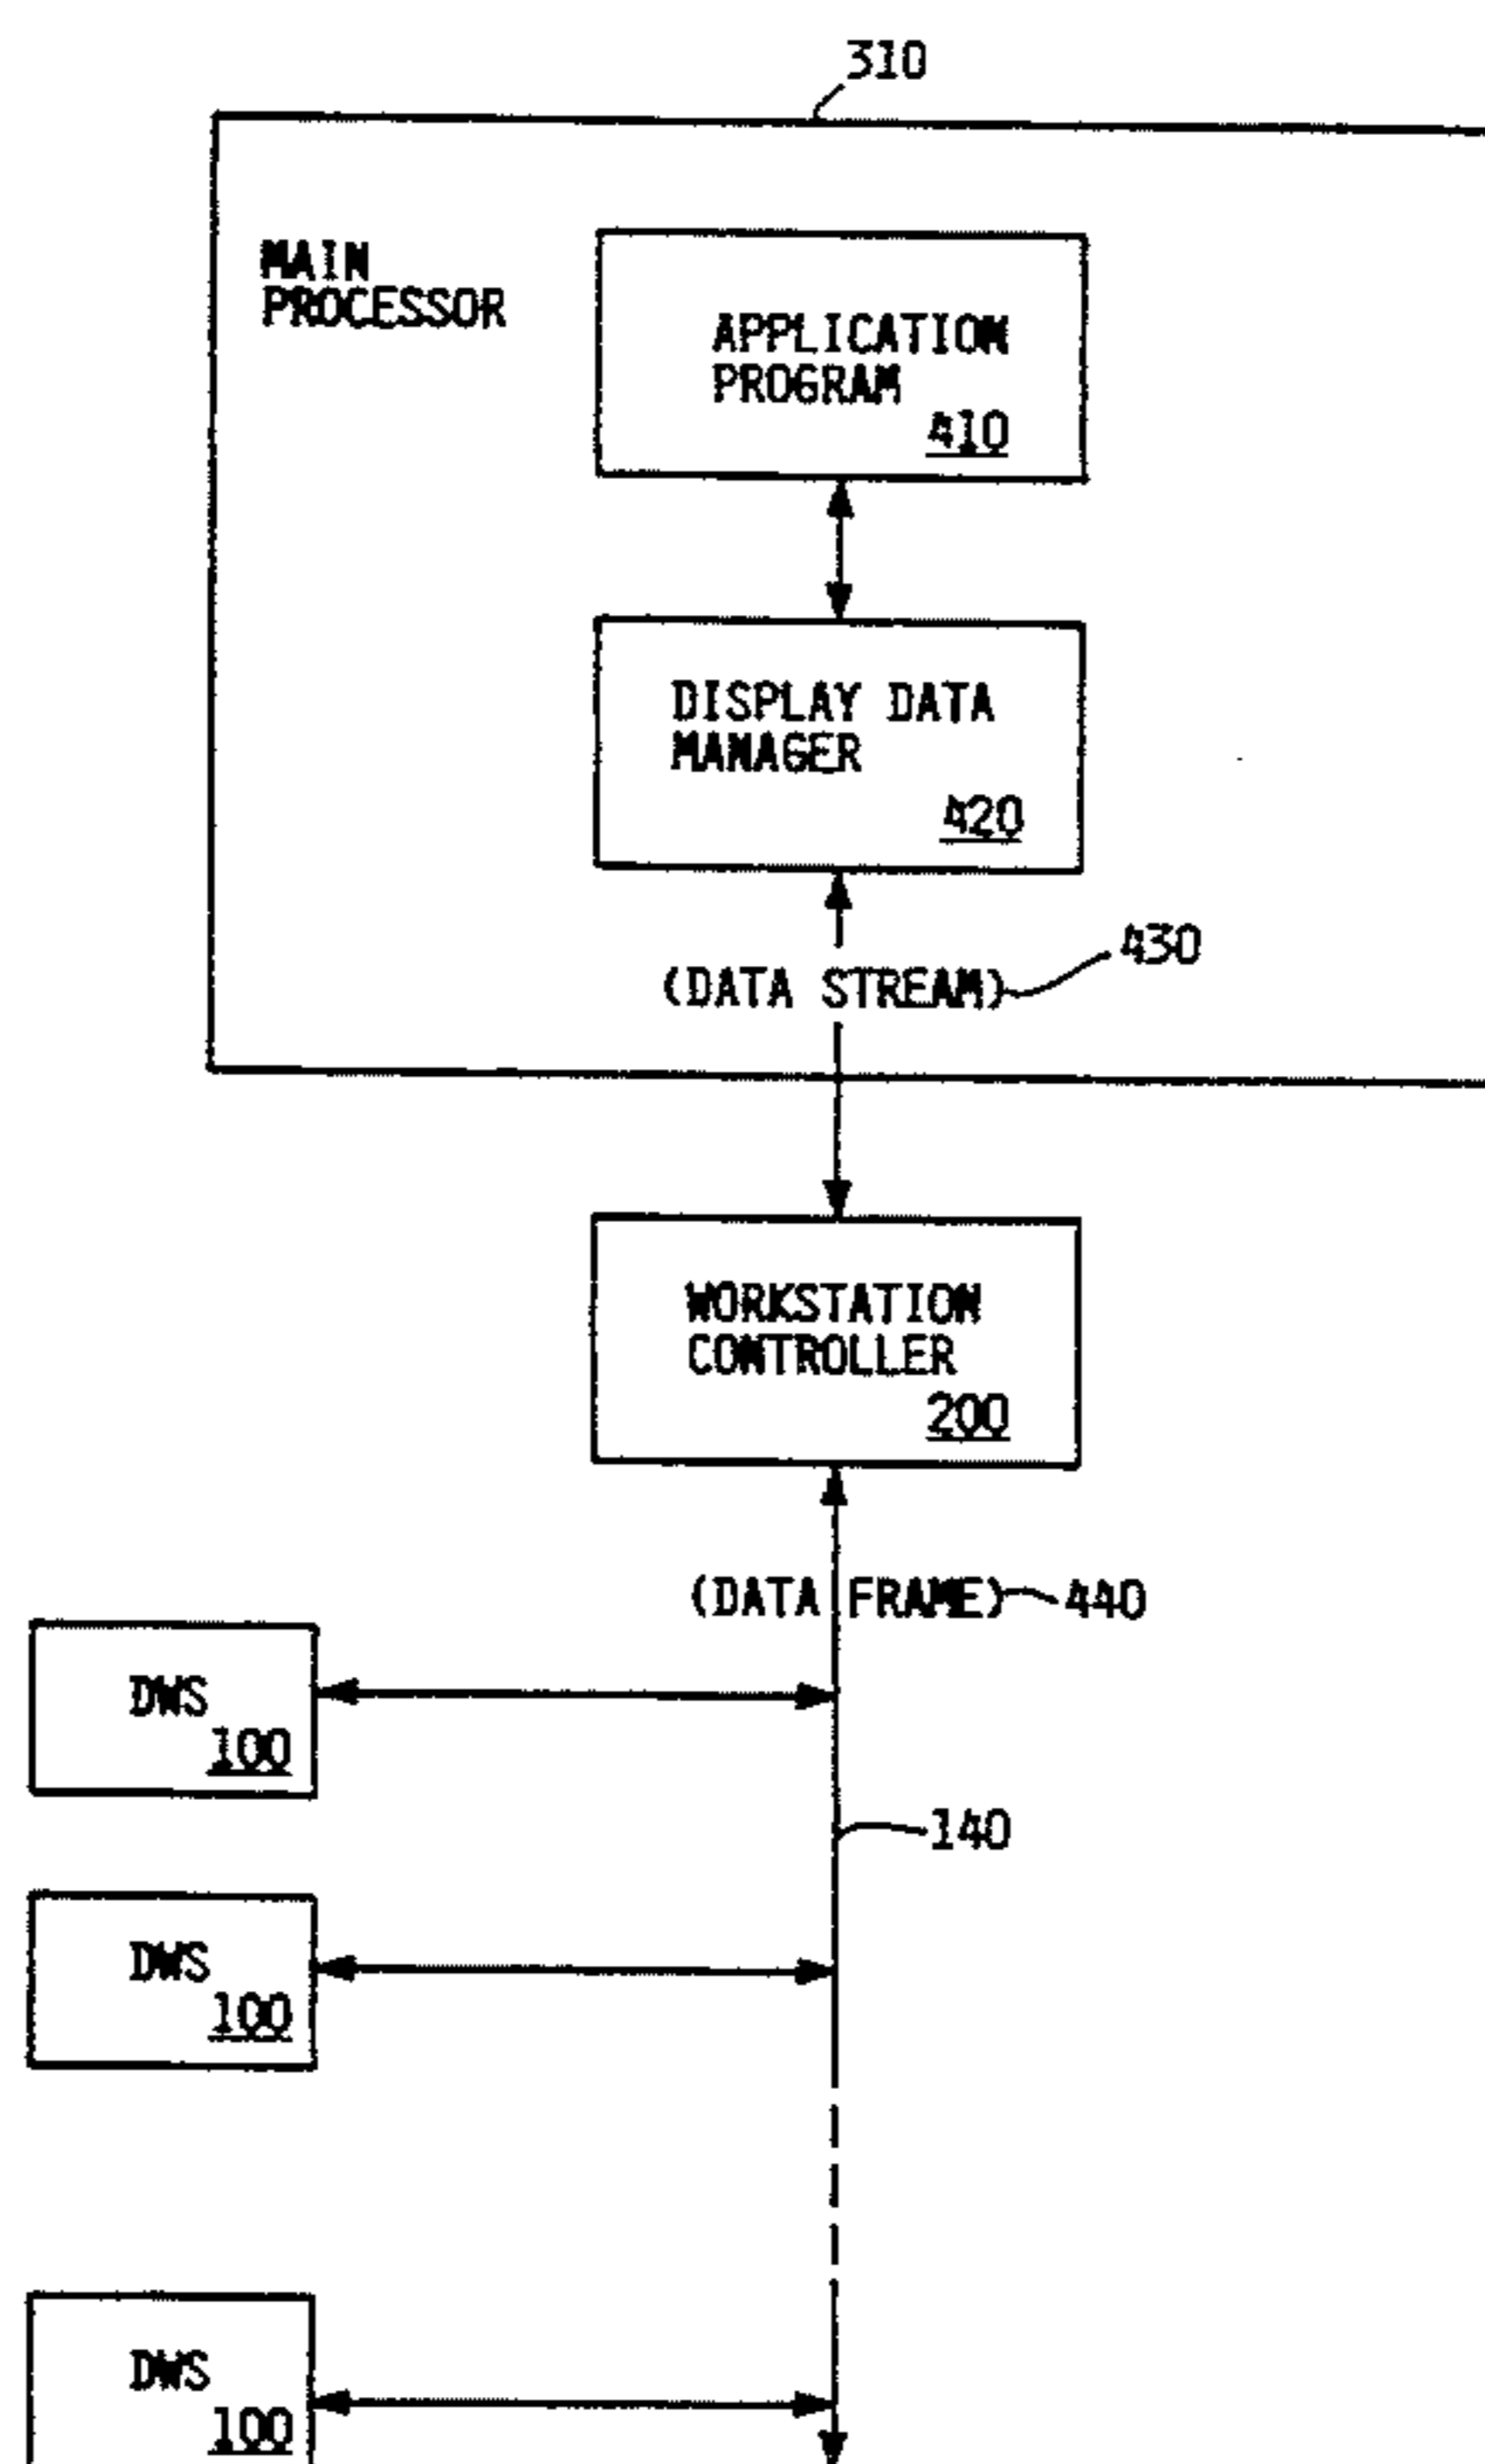 310
MAIN
PROCESSOR
APPLICATION
PROGRAM
410
DISPLAY DATA
MANAGER
420
(DATA STREAM)
430
WORKSTATION
CONTROLLER
200
(DATA FRAME)
440
DWS
100
140
DWS
100
DWS
100